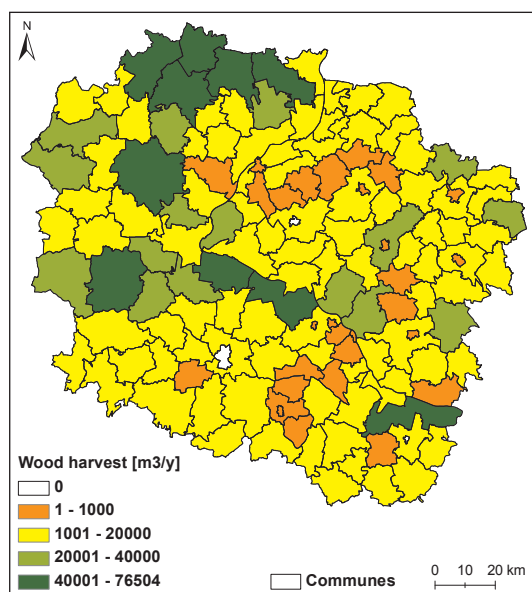 N
Wood harvest [m3/y]
0
1 - 1000
1001 - 20000
20001 - 40000
40001 - 76504
Communes
0 10 20 km